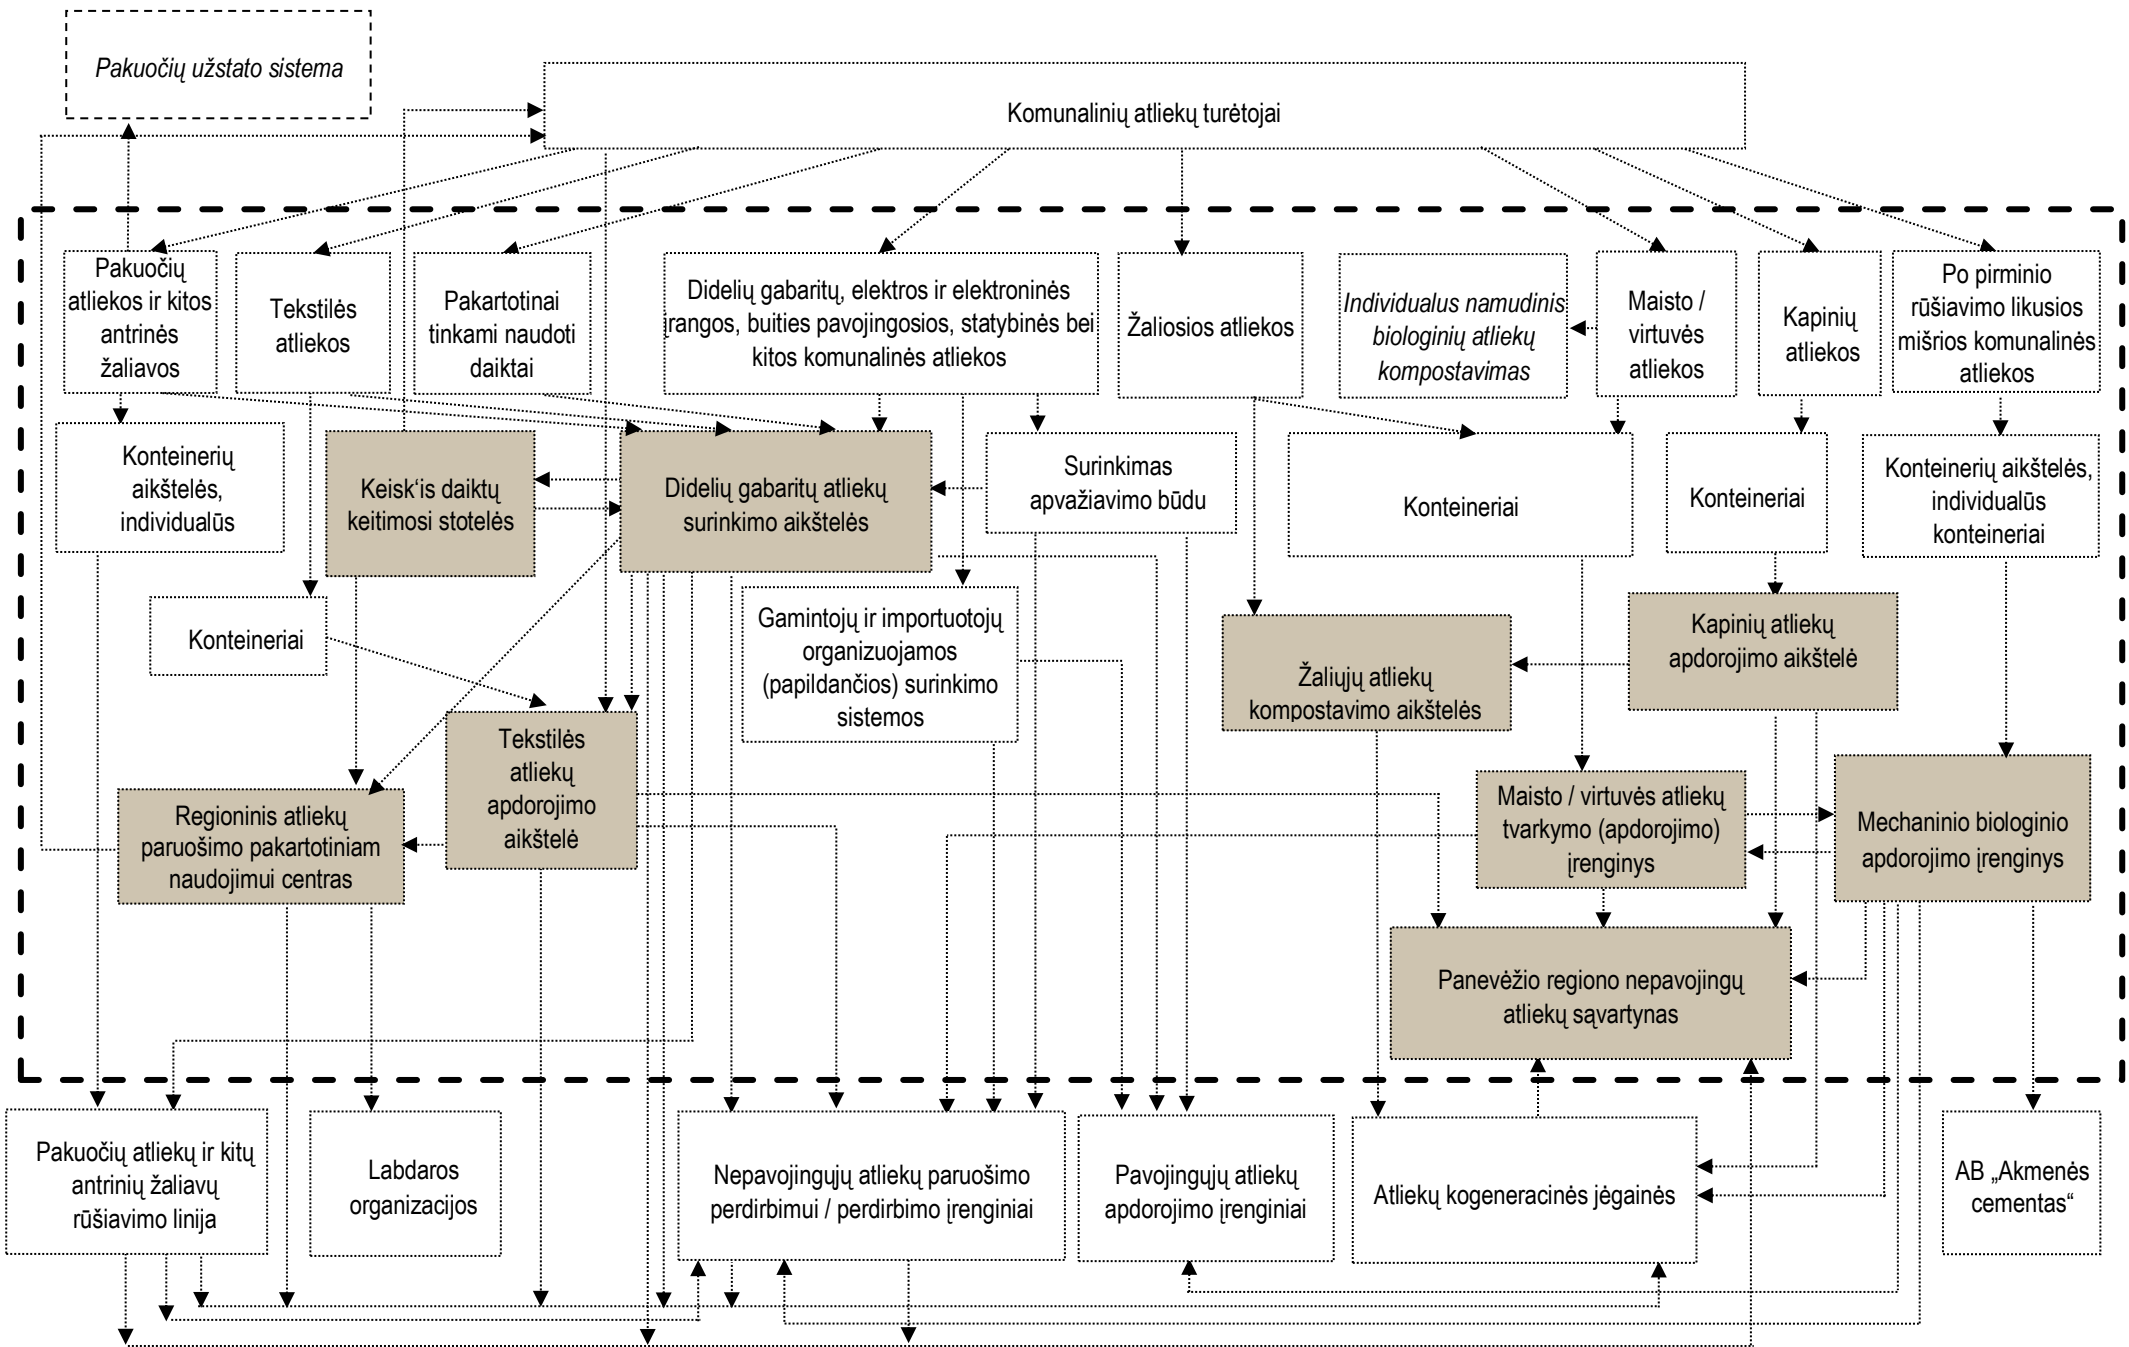 Pakuočių užstato sistema
Komunalinių atliekų turėtojai
Pakuočių
atliekos ir kitos
antrinės
žaliavos
Tekstilės
atliekos
Pakartotinai
tinkami naudoti
daiktai
Didelių gabaritų, elektros ir elektroninės
įrangos, buities pavojingosios, statybinės bei
kitos komunalinės atliekos
Žaliosios atliekos
Individualus namudinis
biologinių atliekų
kompostavimas
Maisto /
virtuvės
atliekos
Kapinių
atliekos
Po pirminio
rūšiavimo likusios
mišrios komunalinės
atliekos
Konteinerių
aikštelės,
individualūs
Keisk‘is daiktų
keitimosi stotelės
Didelių gabaritų atliekų
surinkimo aikštelės
Surinkimas
apvažiavimo būdu
Konteineriai
Konteineriai
Konteinerių aikštelės,
individualūs
konteineriai
Konteineriai
Gamintojų ir importuotojų
organizuojamos
(papildančios) surinkimo
sistemos
Žaliųjų atliekų
kompostavimo aikštelės
Kapinių atliekų
apdorojimo aikštelė
Tekstilės
atliekų
apdorojimo
aikštelė
Regioninis atliekų
paruošimo pakartotiniam
naudojimui centras
Maisto / virtuvės atliekų
tvarkymo (apdorojimo)
įrenginys
Mechaninio biologinio
apdorojimo įrenginys
Panevėžio regiono nepavojingų
atliekų sąvartynas
Pakuočių atliekų ir kitų
antrinių žaliavų
rūšiavimo linija
Labdaros
organizacijos
Nepavojingųjų atliekų paruošimo
perdirbimui / perdirbimo įrenginiai
Pavojingųjų atliekų
apdorojimo įrenginiai
Atliekų kogeneracinės jėgainės
AB „Akmenės
cementas“